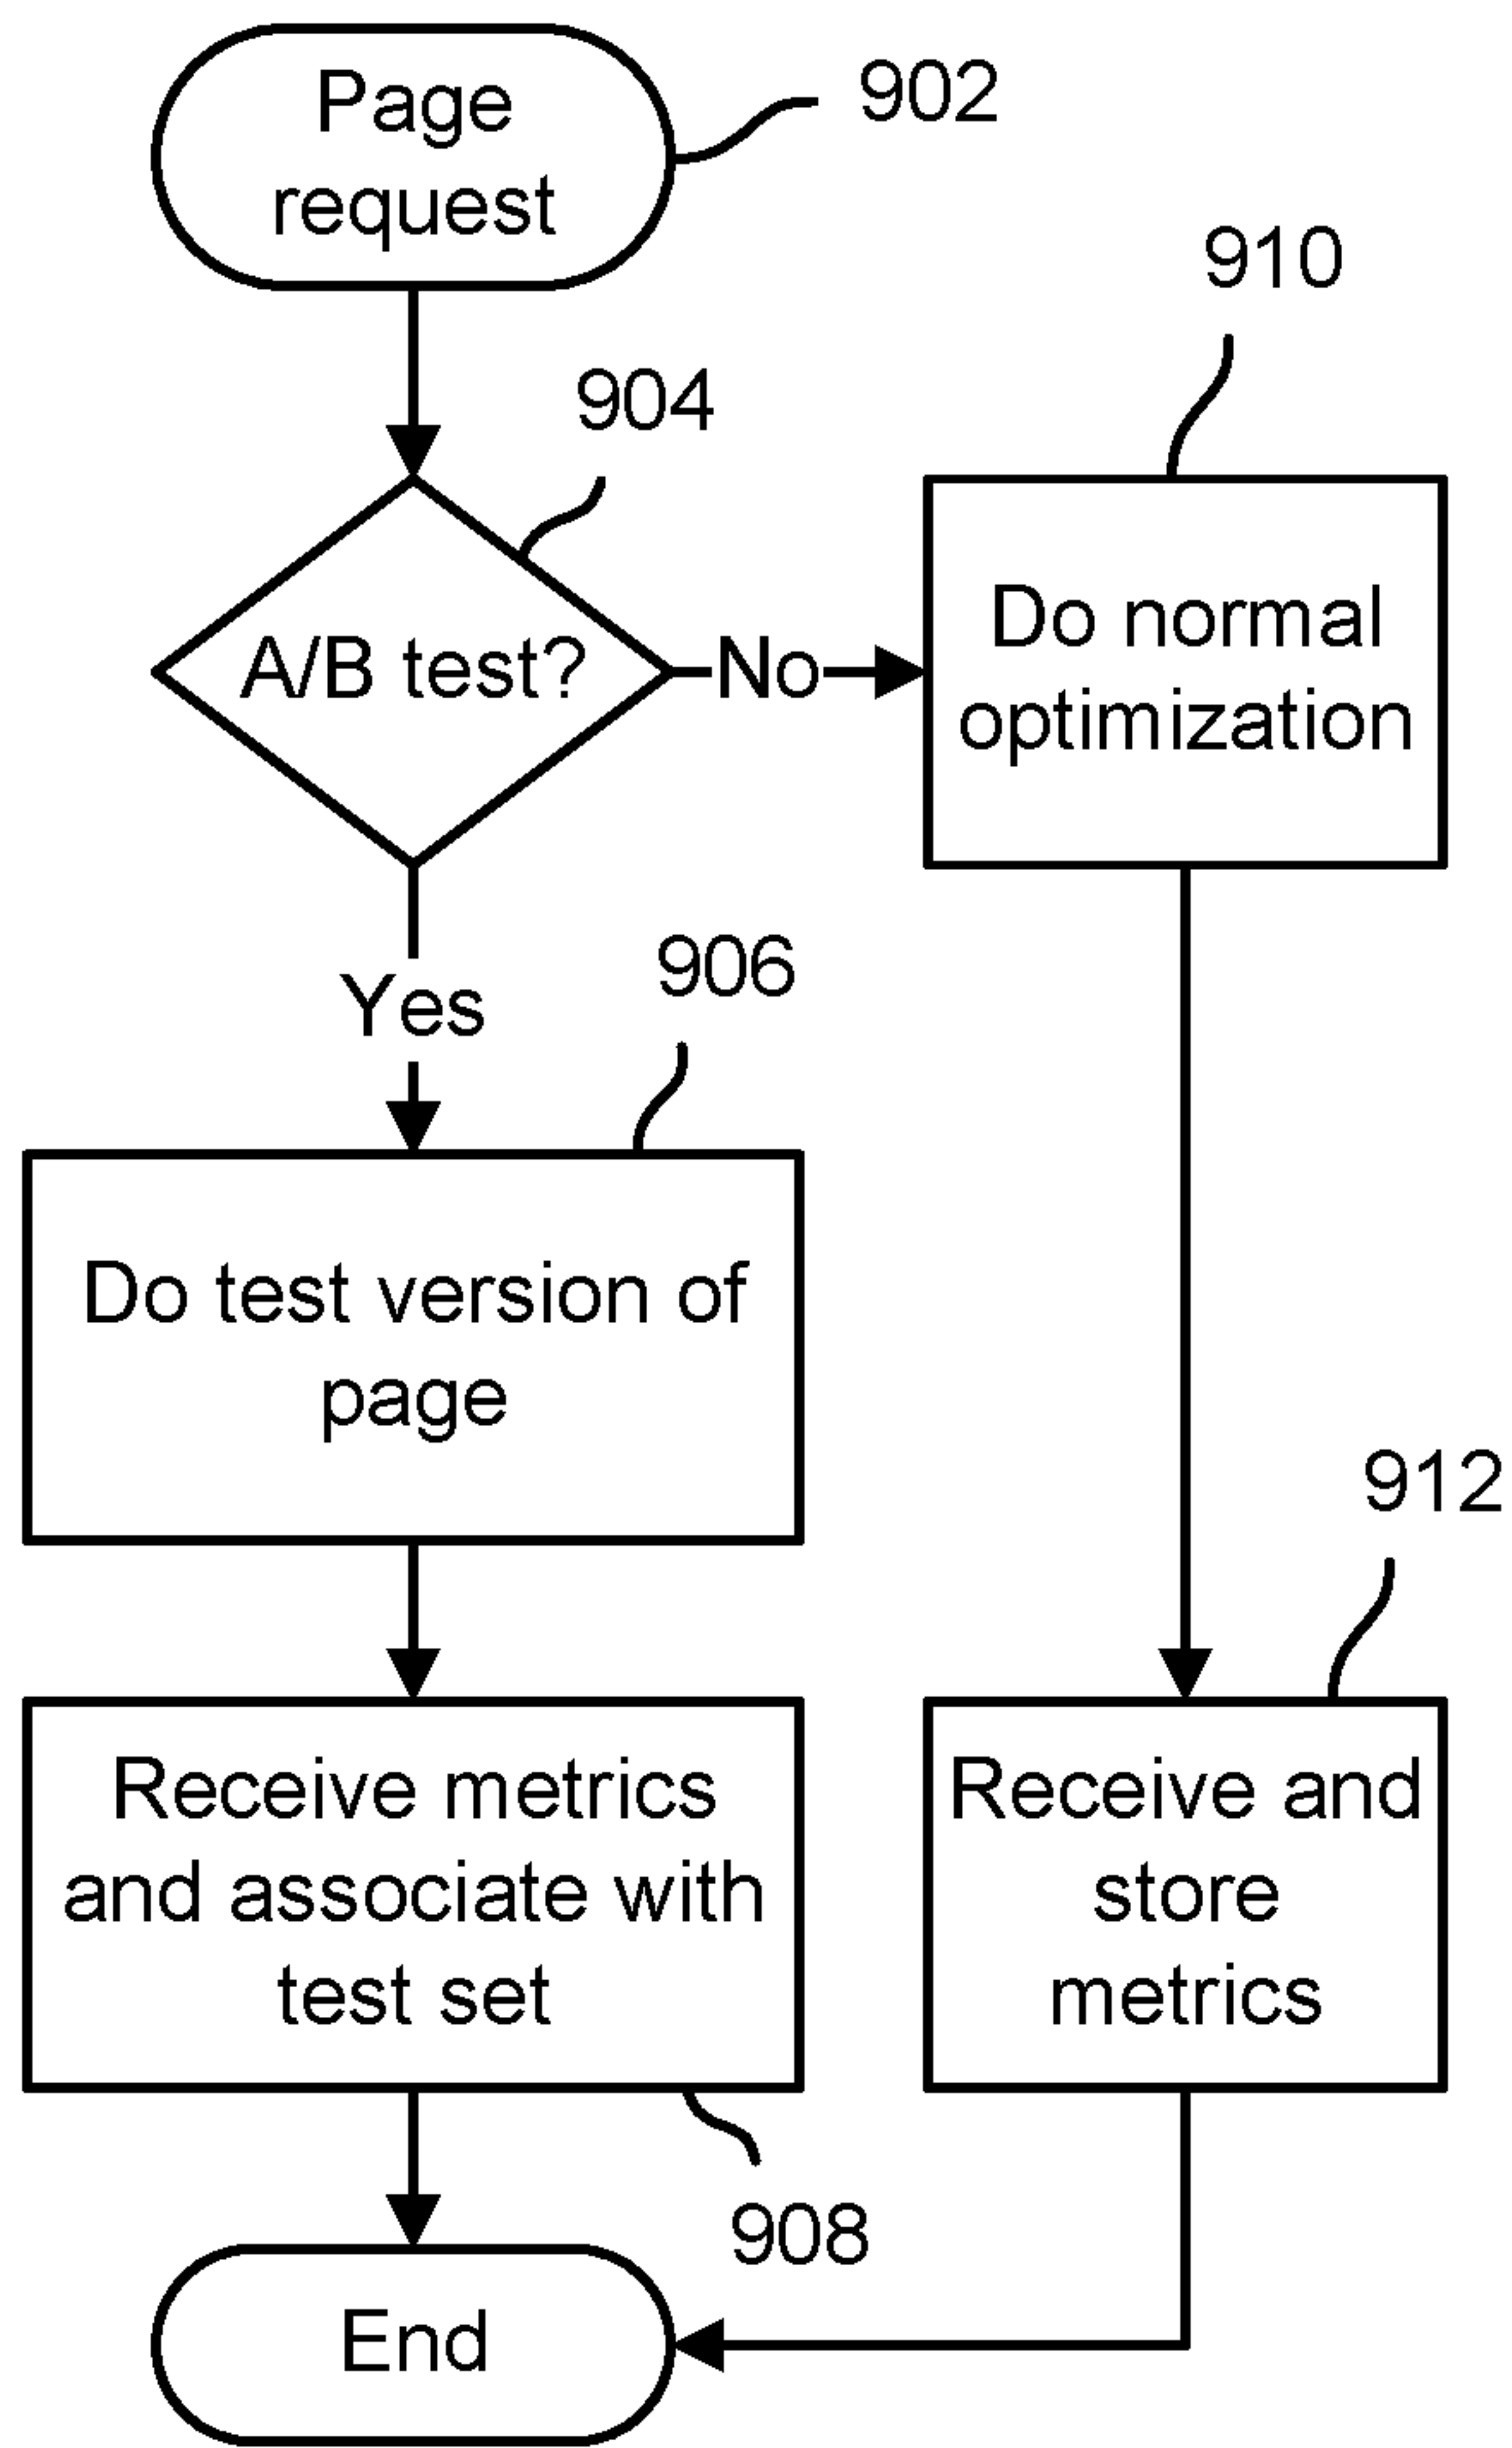 Page
request
902
910
904
A/B test?
No
Do normal
optimization
Yes
906
Do test version of
page
912
Receive metrics
and associate with
test set
Receive and
store
metrics
908
End